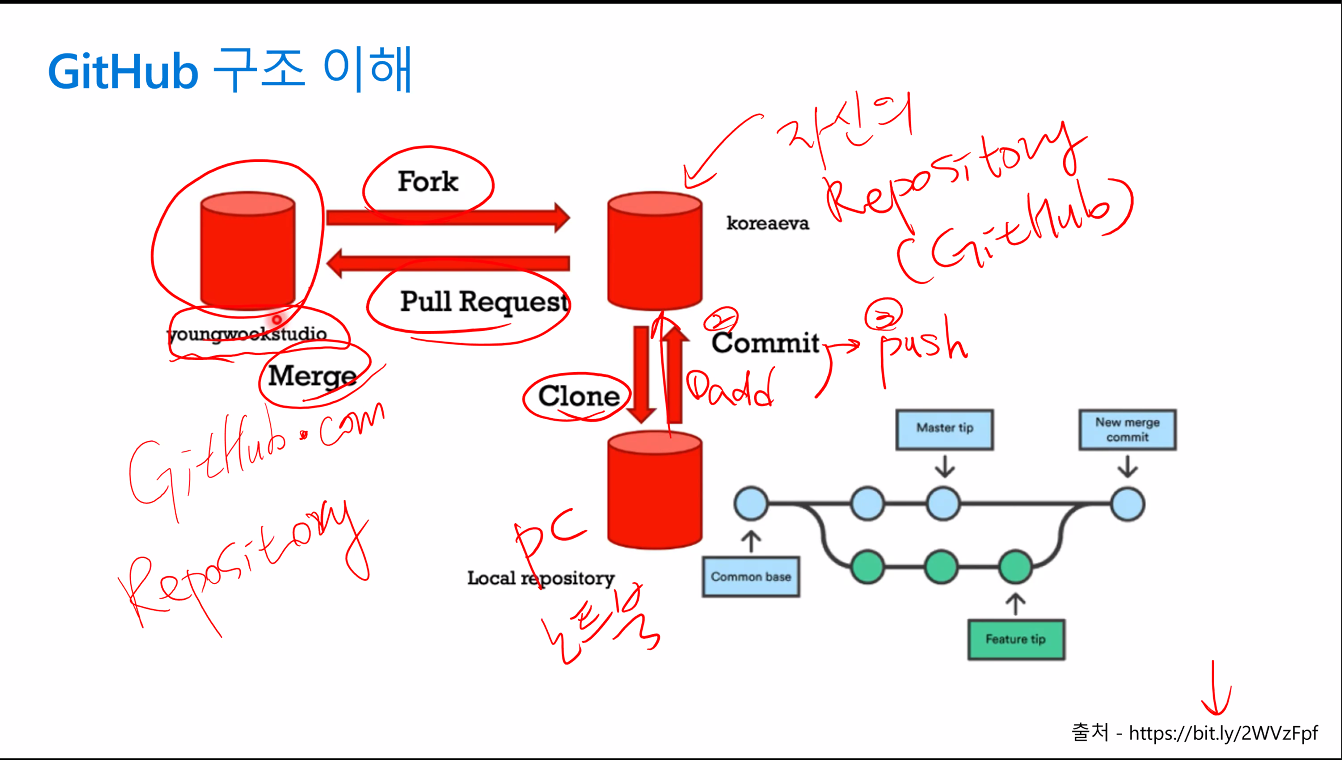 GitHub 구조 이해
자신의
Repository
(GitHub)
Fork
koreaeva
Pull Request
youngwookstudio
Merge
GitHub.com
Repository
② Commit
③ push
① add
Clone
PC
Local repository
노트북
Master tip
New merge
commit
Common base
Feature tip
출처 - https://bit.ly/2WVzFpf